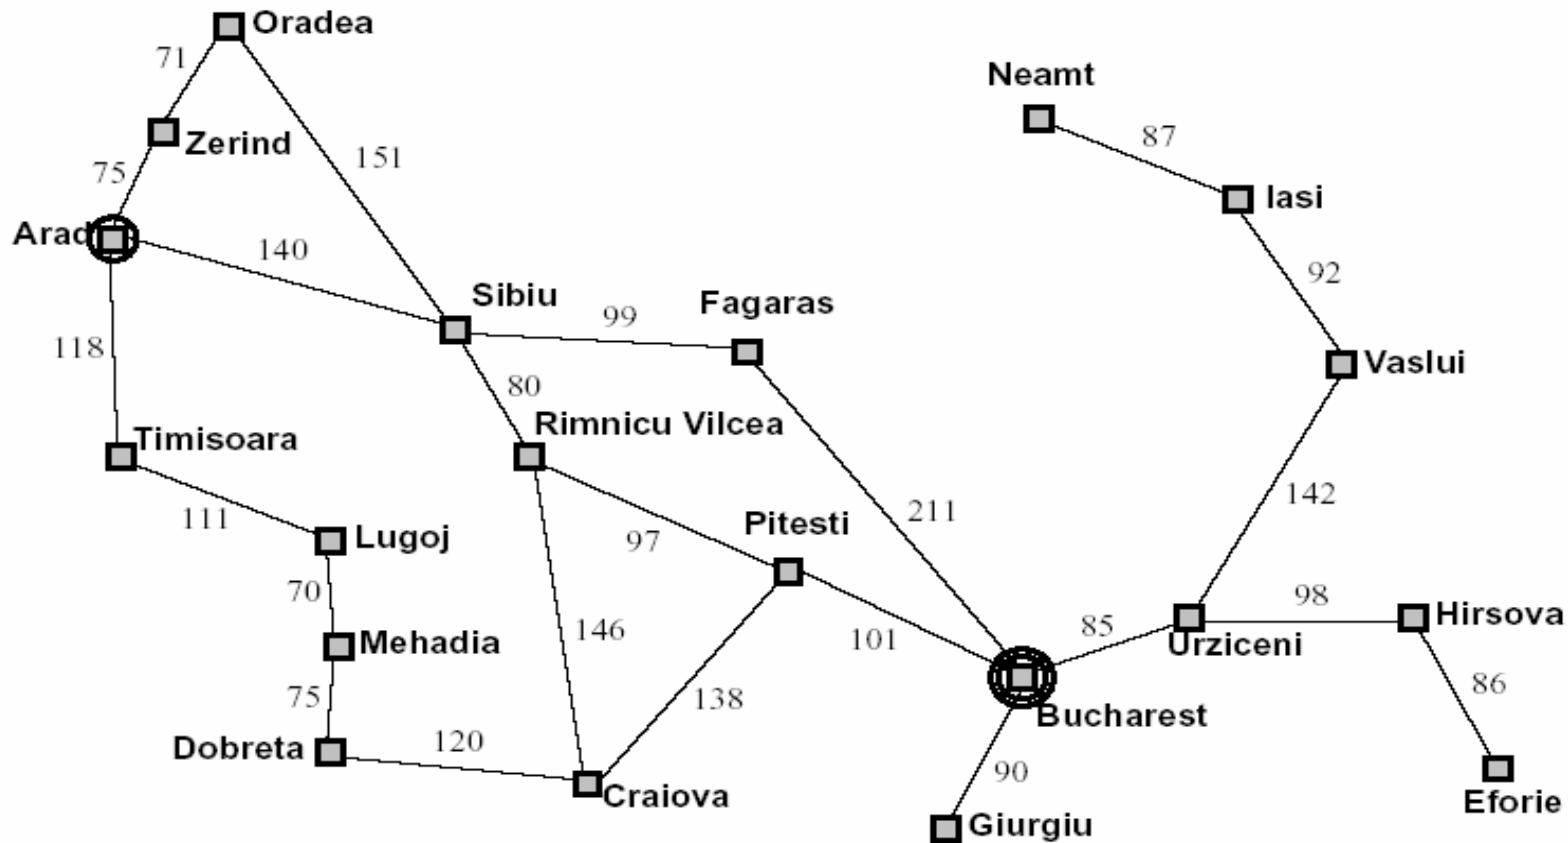 Oradea
71
Neamt
Zerind
87
151
75
Iasi
Arad
140
92
Sibiu
Fagaras
99
118
Vaslui
80
Timisoara
Rimnicu Vilcea
142
111
211
Lugoj
97
Pitesti
70
98
Hirsova
146
101
85
Mehadia
Urziceni
86
75
138
Bucharest
Dobreta
120
90
Craiova
Eforie
Giurgiu